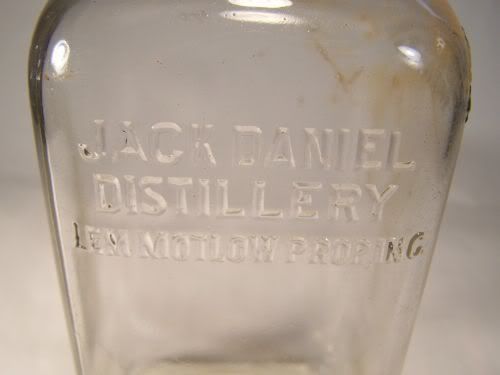 JACK DANIEL
DISTILLERY
LEM MOTLOW PROP.INC